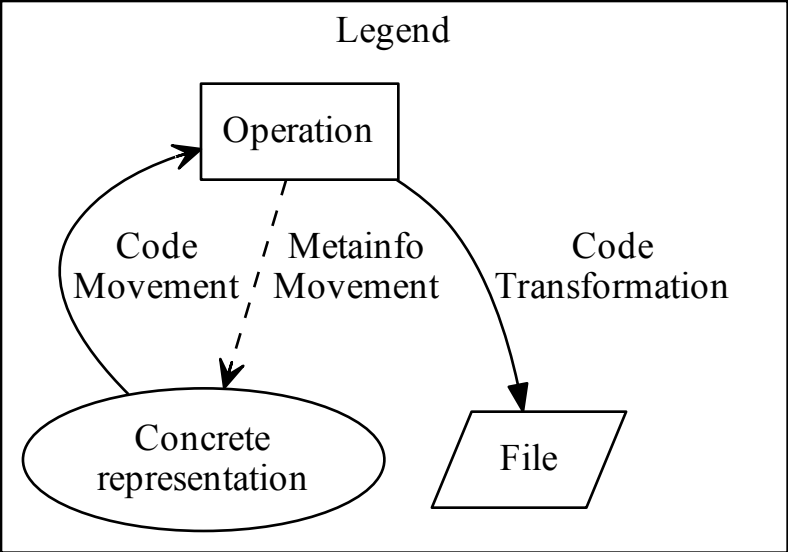 Legend
Operation
Code
Movement
Metainfo
Movement
Code
Transformation
Concrete
representation
File